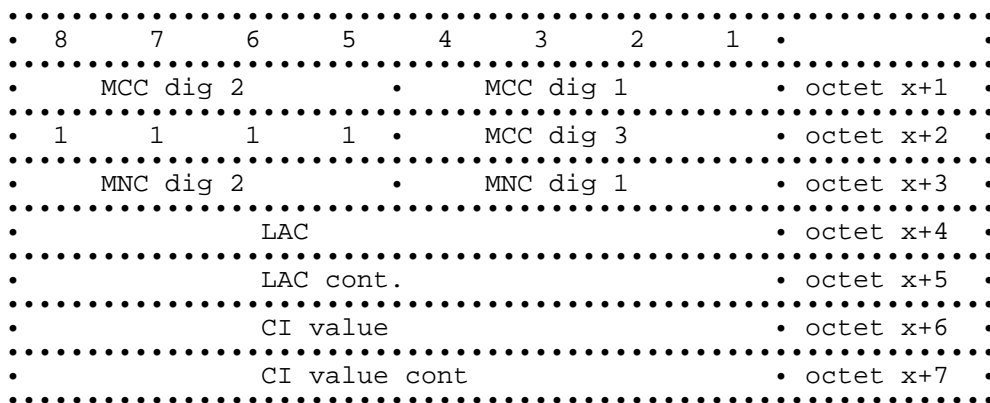 8 7 6 5 4 3 2 1
MCC dig 2 MCC dig 1 octet x+1
1 1 1 1 MCC dig 3 octet x+2
MNC dig 2 MNC dig 1 octet x+3
LAC octet x+4
LAC cont. octet x+5
CI value octet x+6
CI value cont octet x+7